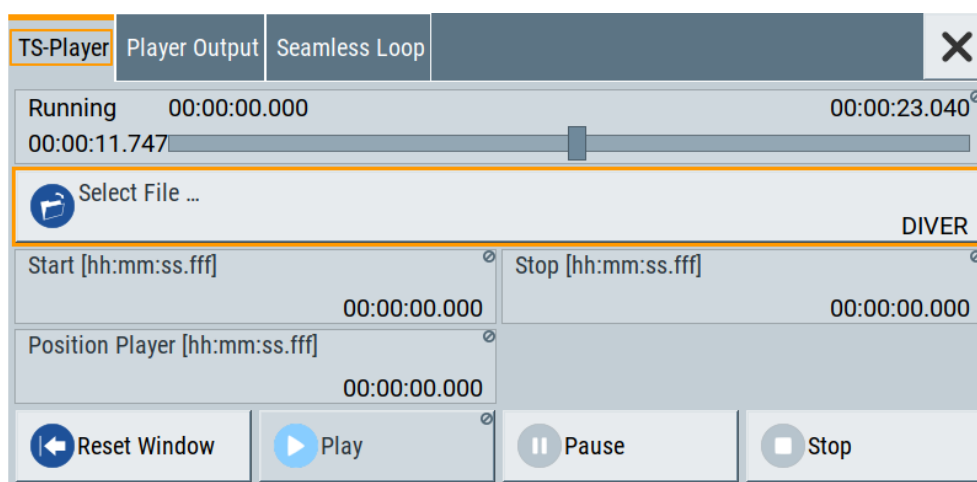 TS-Player Player Output Seamless Loop
Running 00:00:00.000 00:00:23.040
00:00:11.747
Select File ...
DIVER
Start [hh:mm:ss.fff] Stop [hh:mm:ss.fff]
00:00:00.000 00:00:00.000
Position Player [hh:mm:ss.fff]
00:00:00.000
Reset Window Play Pause Stop